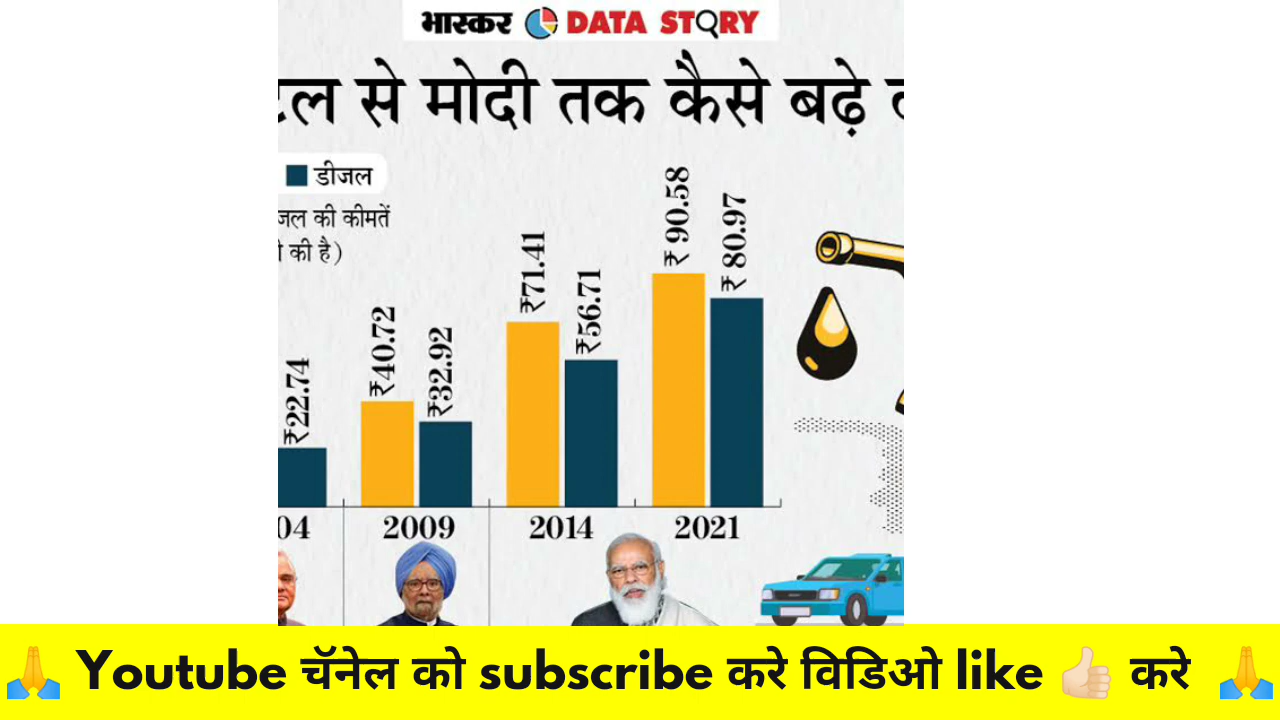 भास्कर DATA STORY
टल से मोदी तक कैसे बढ़े
डीजल
जल की कीमतें
की है)
₹22.74
₹40.72
₹32.92
₹71.41
₹56.71
₹ 90.58
₹ 80.97
04
2009
2014
2021
🙏 Youtube चॅनेल को subscribe करे विडिओ like 👍🏻 करे 🙏